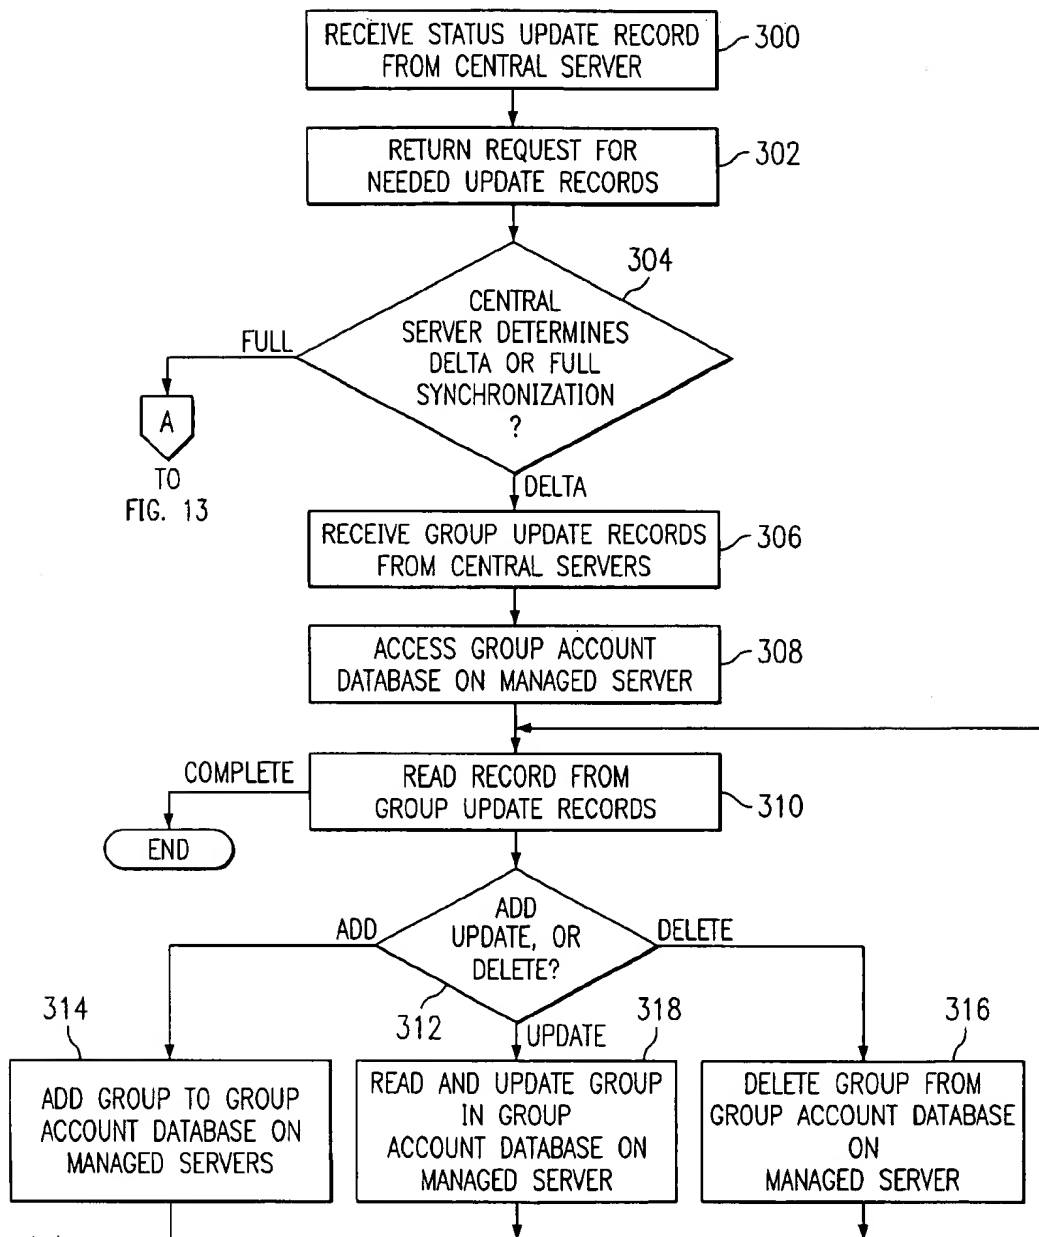 RECEIVE STATUS UPDATE RECORD
FROM CENTRAL SERVER
300
RETURN REQUEST FOR
NEEDED UPDATE RECORDS
302
304
CENTRAL
SERVER DETERMINES
DELTA OR FULL
SYNCHRONIZATION
?
FULL
A
TO
FIG. 13
DELTA
RECEIVE GROUP UPDATE RECORDS
FROM CENTRAL SERVERS
306
ACCESS GROUP ACCOUNT
DATABASE ON MANAGED SERVER
308
COMPLETE
READ RECORD FROM
GROUP UPDATE RECORDS
310
END
ADD
UPDATE, OR
DELETE?
ADD
DELETE
312
UPDATE
314
318
316
ADD GROUP TO GROUP
ACCOUNT DATABASE ON
MANAGED SERVERS
READ AND UPDATE GROUP
IN GROUP
ACCOUNT DATABASE ON
MANAGED SERVER
DELETE GROUP FROM
GROUP ACCOUNT DATABASE
ON
MANAGED SERVER